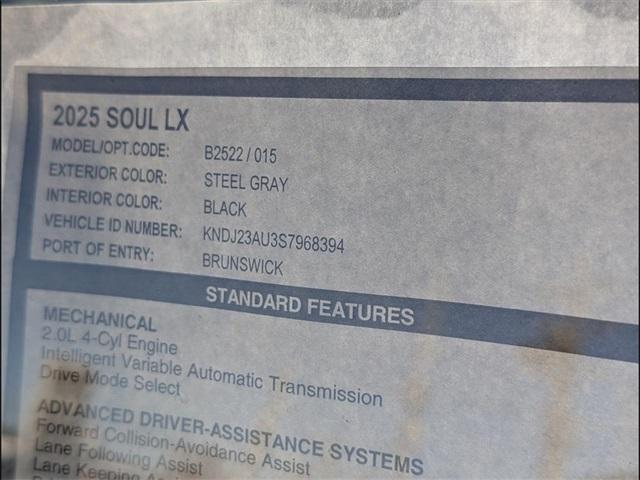 2025 SOUL LX
MODEL/OPT.CODE: B2522 / 015
EXTERIOR COLOR: STEEL GRAY
INTERIOR COLOR: BLACK
VEHICLE ID NUMBER: KNDJ23AU3S7968394
PORT OF ENTRY: BRUNSWICK
STANDARD FEATURES
MECHANICAL
2.0L 4-Cyl Engine
Intelligent Variable Automatic Transmission
Drive Mode Select
ADVANCED DRIVER-ASSISTANCE SYSTEMS
Forward Collision-Avoidance Assist
Lane Following Assist
Lane Keeping